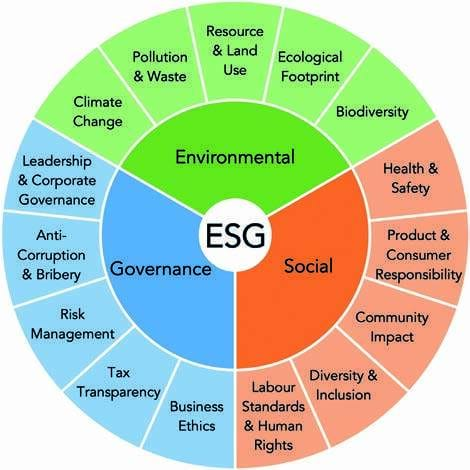 Resource
& Land
Use
Pollution
& Waste
Ecological
Footprint
Climate
Change
Biodiversity
Environmental
Leadership
& Corporate
Governance
Health &
Safety
ESG
Anti-
Corruption
& Bribery
Governance
Social
Product &
Consumer
Responsibility
Risk
Management
Community
Impact
Tax
Transparency
Diversity &
Inclusion
Business
Ethics
Labour
Standards
& Human
Rights